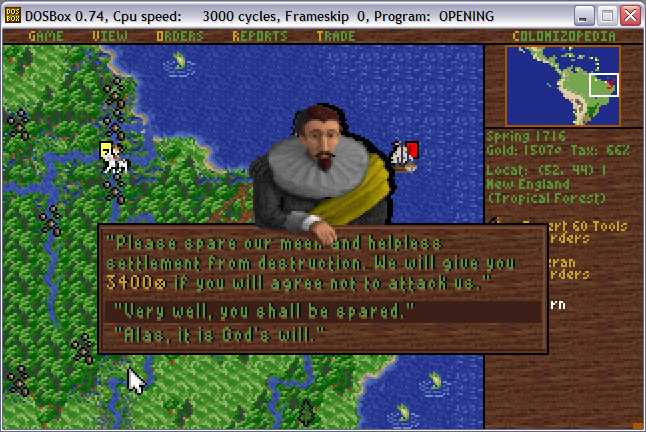 DOSBox 0.74, Cpu speed: 3000 cycles, Frameskip 0, Program: OPENING
GAME VIEW ORDERS REPORTS TRADE COLONIZOPEDIA
Spring 1716
Gold: 1507 Tax: 66%
Locat: (52, 44) 1
New England
(Tropical Forest)
60 Tools
"Please spare our meek and helpless
settlement from destruction. We will give you
3400 if you will agree not to attack us."
"Very well, you shall be spared."
"Alas, it is God's will."